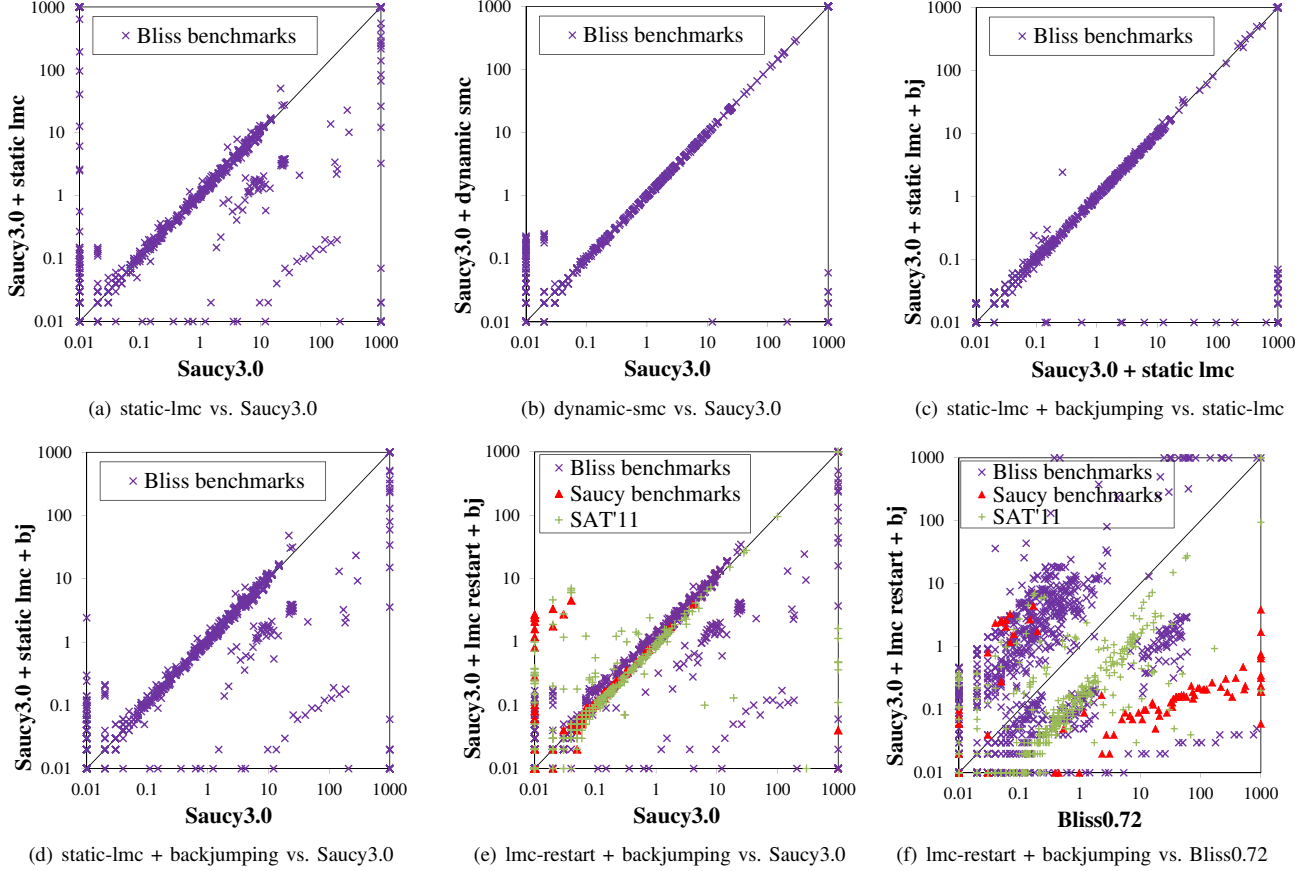 1000
100
10
1
0.1
0.01
Saucy3.0 + static lmc
Bliss benchmarks
0.01 0.1 1 10 100 1000
Saucy3.0
(a) static-lmc vs. Saucy3.0
1000
100
10
1
0.1
0.01
Saucy3.0 + dynamic smc
Bliss benchmarks
0.01 0.1 1 10 100 1000
Saucy3.0
(b) dynamic-smc vs. Saucy3.0
1000
100
10
1
0.1
0.01
Saucy3.0 + static lmc + bj
Bliss benchmarks
0.01 0.1 1 10 100 1000
Saucy3.0 + static lmc
(c) static-lmc + backjumping vs. static-lmc
1000
100
10
1
0.1
0.01
Saucy3.0 + static lmc + bj
Bliss benchmarks
0.01 0.1 1 10 100 1000
Saucy3.0
(d) static-lmc + backjumping vs. Saucy3.0
1000
100
10
1
0.1
0.01
Saucy3.0 + lmc restart + bj
Bliss benchmarks
Saucy benchmarks
SAT'11
0.01 0.1 1 10 100 1000
Saucy3.0
(e) lmc-restart + backjumping vs. Saucy3.0
1000
100
10
1
0.1
0.01
Saucy3.0 + lmc restart + bj
Bliss benchmarks
Saucy benchmarks
SAT'11
0.01 0.1 1 10 100 1000
Bliss0.72
(f) lmc-restart + backjumping vs. Bliss0.72